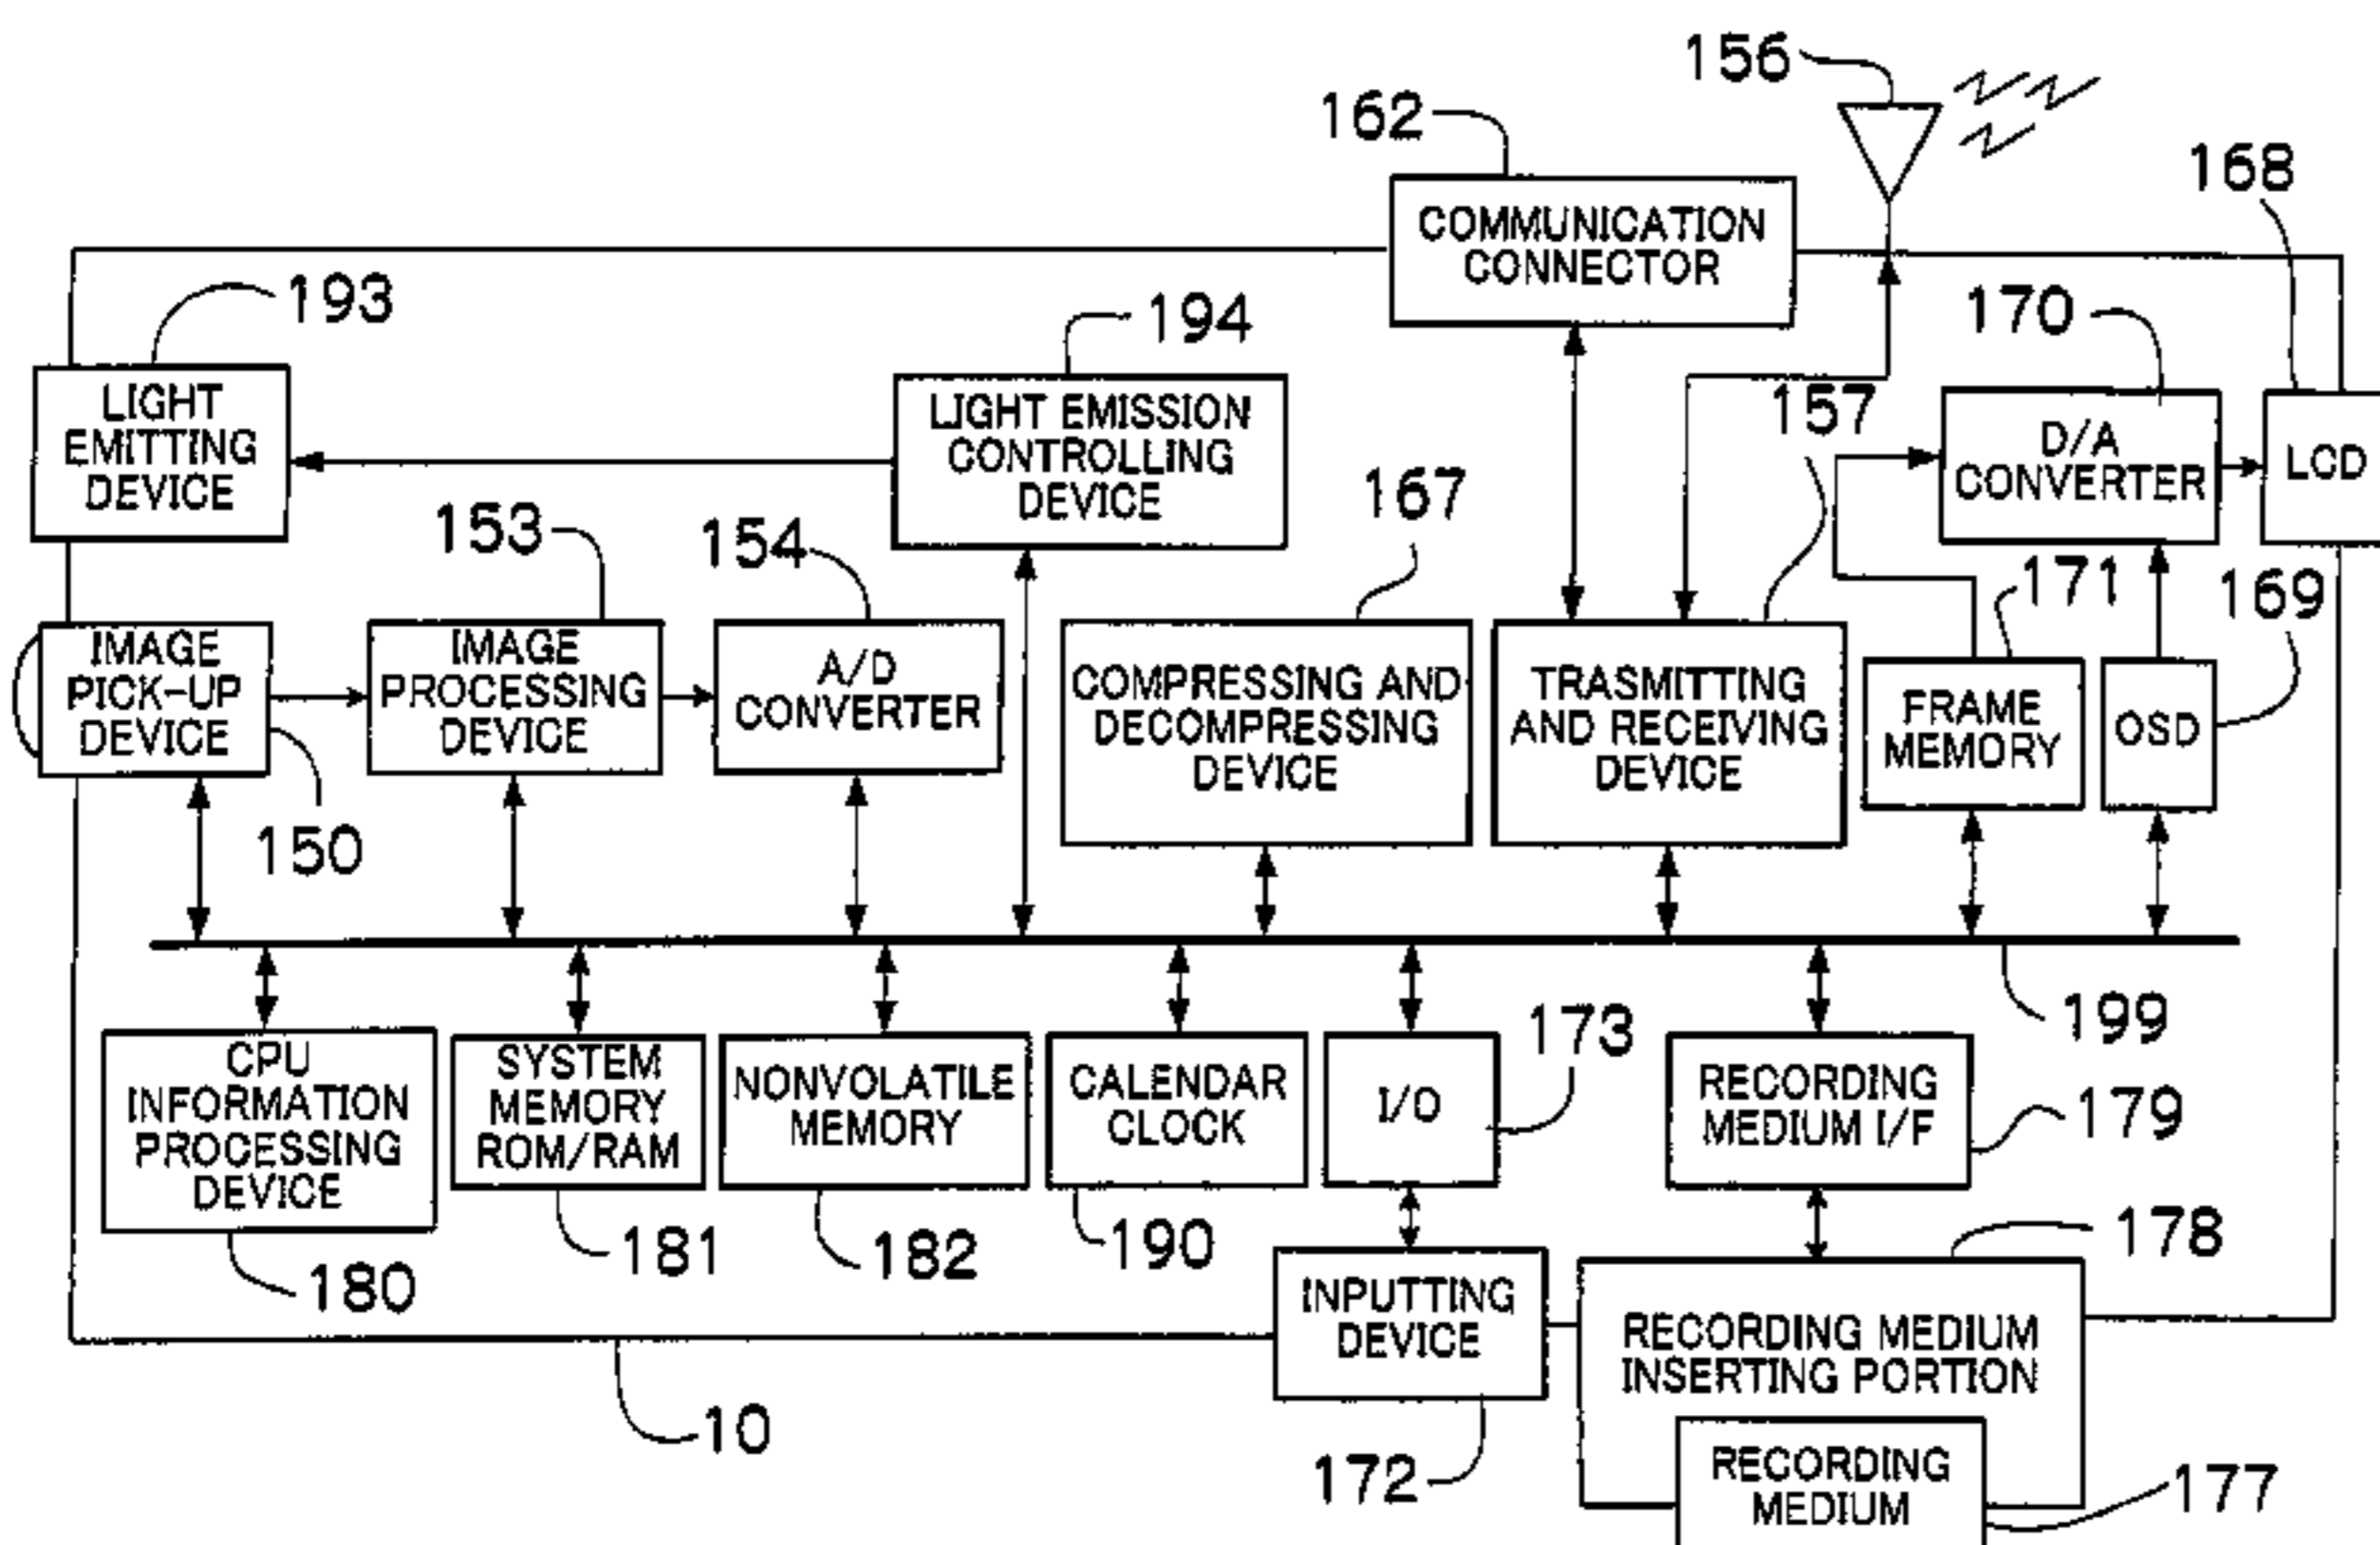 156
162
168
COMMUNICATION
CONNECTOR
193
194
170
157
LIGHT
EMITTING
DEVICE
LIGHT EMISSION
CONTROLLING
DEVICE
D/A
CONVERTER
LCD
153
154
167
171
169
IMAGE
PICK-UP
DEVICE
IMAGE
PROCESSING
DEVICE
A/D
CONVERTER
COMPRESSING AND
DECOMPRESSING
DEVICE
TRASMITTING
AND RECEIVING
DEVICE
FRAME
MEMORY
OSD
150
199
CPU
INFORMATION
PROCESSING
DEVICE
SYSTEM
MEMORY
ROM/RAM
NONVOLATILE
MEMORY
CALENDAR
CLOCK
I/O
173
RECORDING
MEDIUM I/F
179
180
181
182
190
178
INPUTTING
DEVICE
RECORDING MEDIUM
INSERTING PORTION
10
172
RECORDING
MEDIUM
177